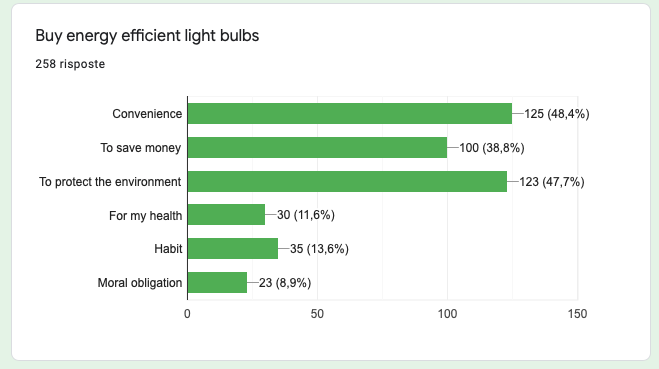 Buy energy efficient light bulbs
258 risposte
Convenience 125 (48,4%)
To save money 100 (38,8%)
To protect the environment 123 (47,7%)
For my health 30 (11,6%)
Habit 35 (13,6%)
Moral obligation 23 (8,9%)
0 50 100 150